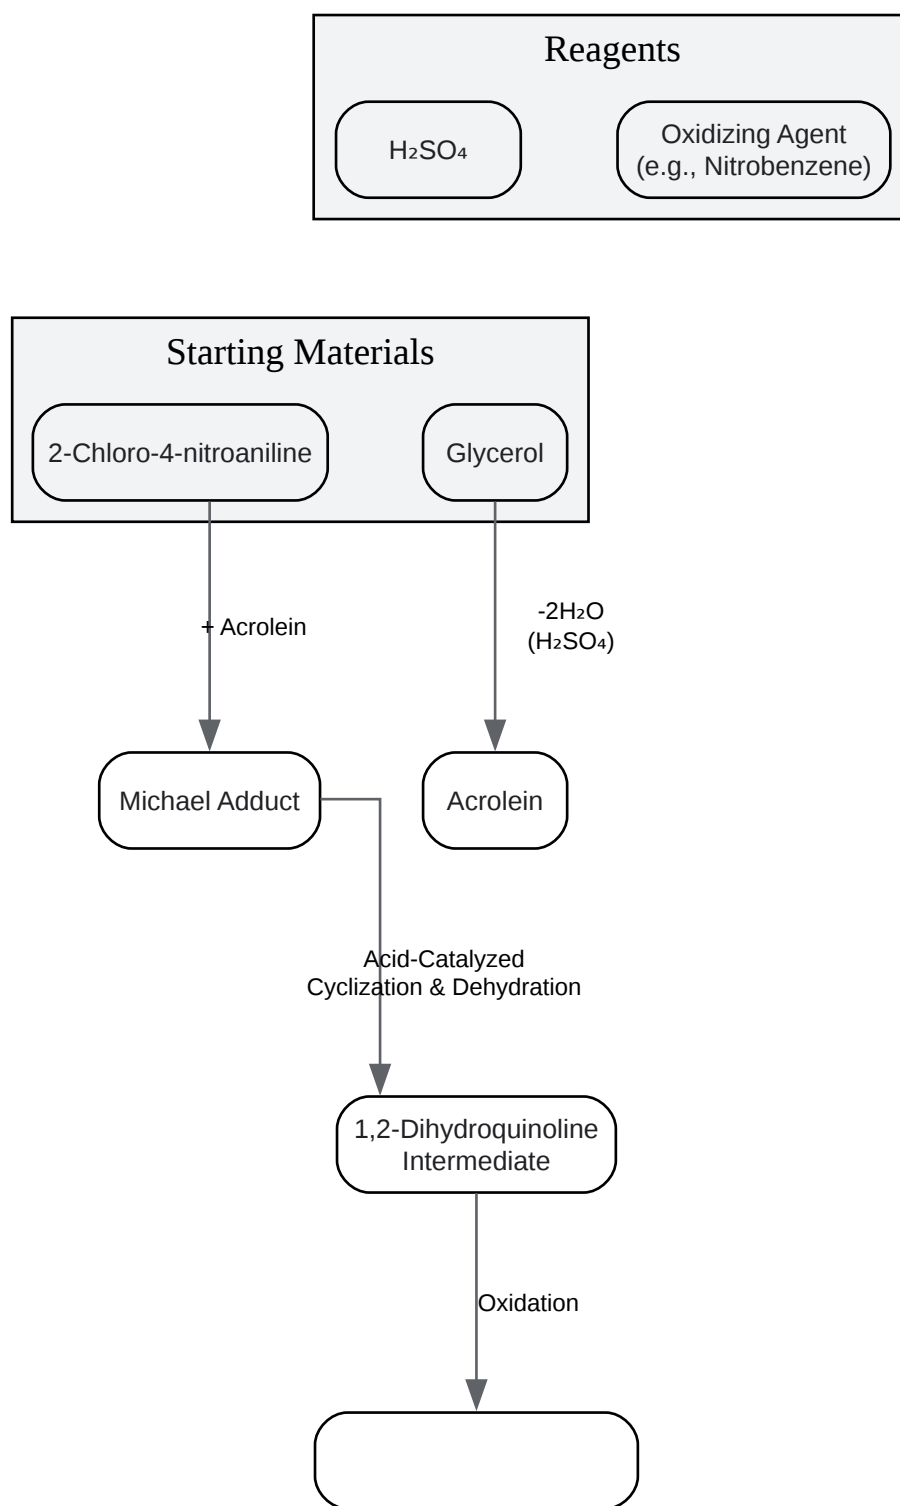 Reagents
H₂SO₄
Oxidizing Agent
(e.g., Nitrobenzene)
Starting Materials
2-Chloro-4-nitroaniline
Glycerol
+ Acrolein
-2H₂O
(H₂SO₄)
Michael Adduct
Acrolein
Acid-Catalyzed
Cyclization & Dehydration
1,2-Dihydroquinoline
Intermediate
Oxidation